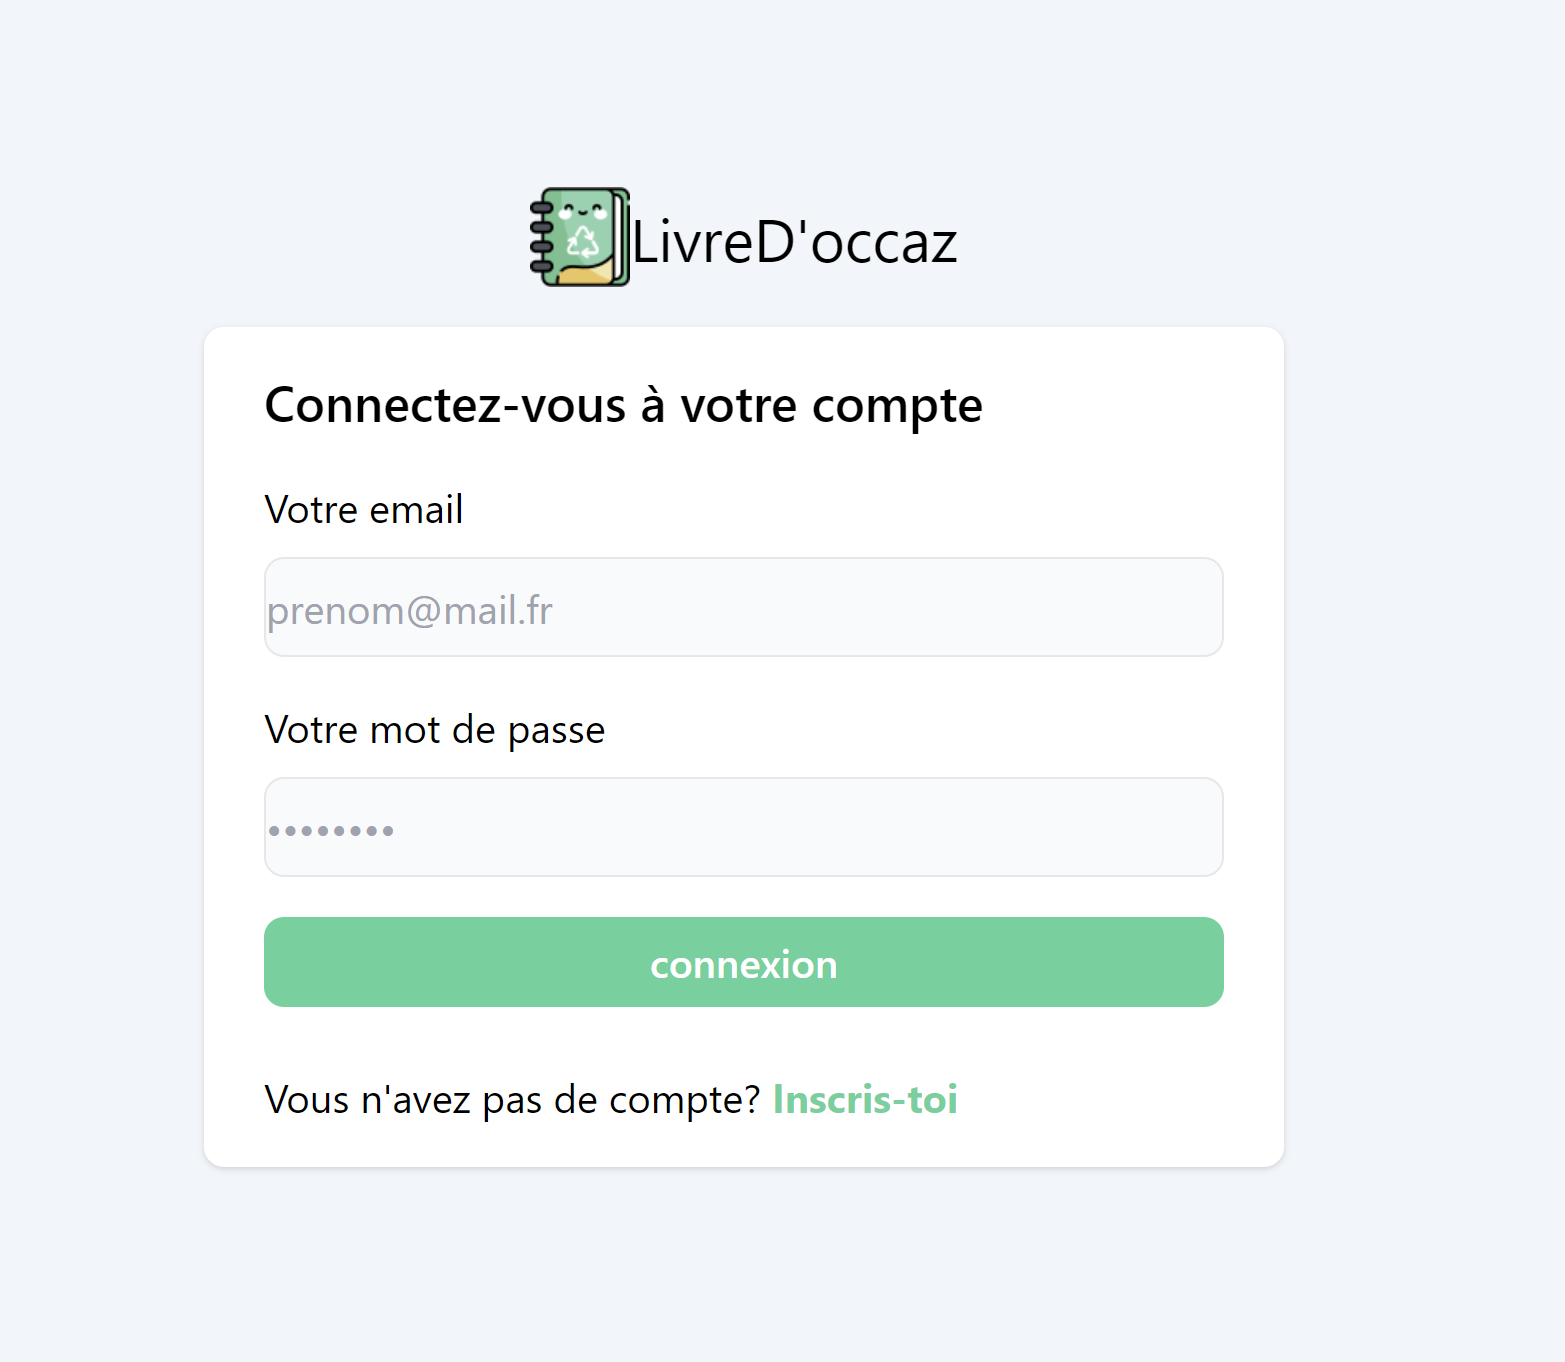 LivreD'occaz
Connectez-vous à votre compte
Votre email
prenom@mail.fr
Votre mot de passe
••••••••
connexion
Vous n'avez pas de compte? Inscris-toi